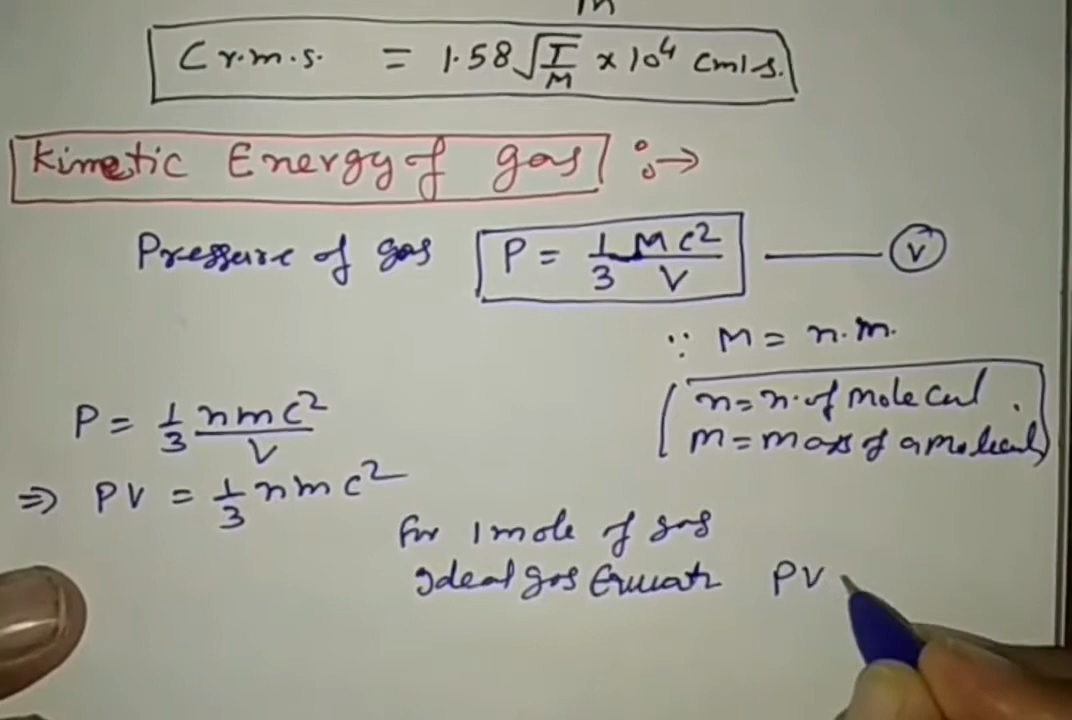 m
C r.m.s. = 1.58 √T/M × 10⁴ cm/s.
Kinetic Energy of gas :→
Pressure of gas P = 1/3 MC²/V —— (v)
∵ M = n.m.
n = n. of molecul.
m = mass of a molecul
P = 1/3 nmc²/V
⇒ PV = 1/3 nmc²
for 1 mole of gas
Ideal gas PV